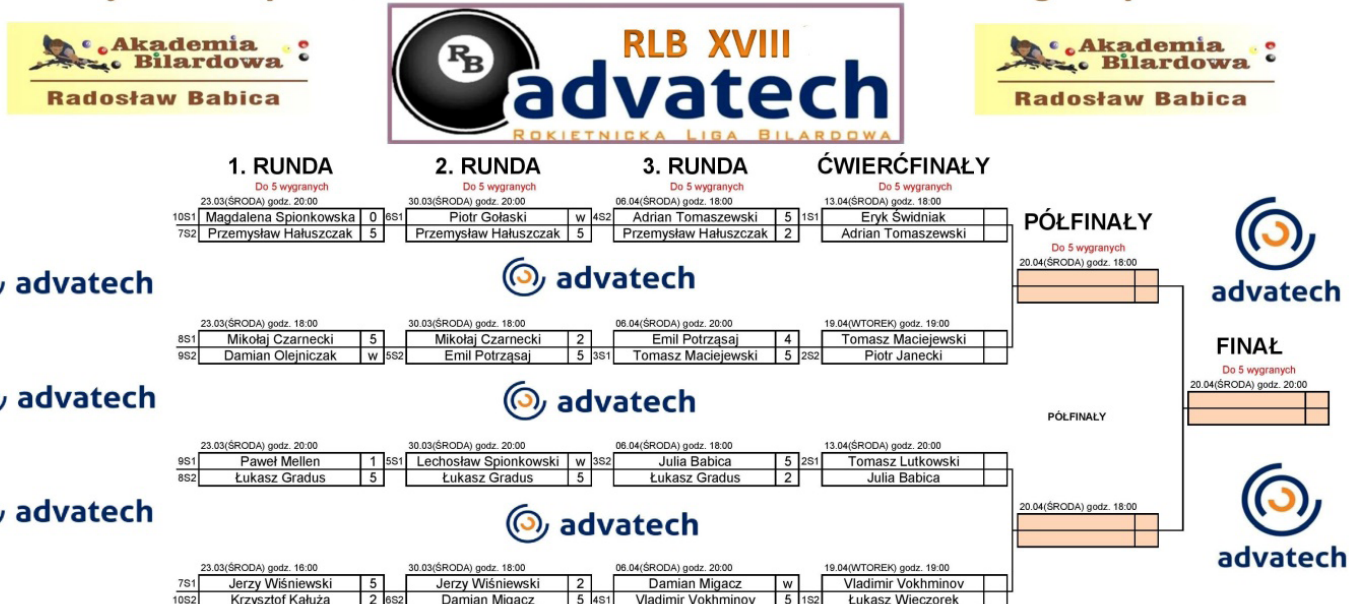 Akademia
Bilardowa
Radosław Babica
RB
RLB XVIII
advatech
ROKIETNICKA LIGA BILARDOWA
Akademia
Bilardowa
Radosław Babica
1. RUNDA 2. RUNDA 3. RUNDA ĆWIERĆFINAŁY
Do 5 wygranych Do 5 wygranych Do 5 wygranych Do 5 wygranych
23.03(ŚRODA) godz. 20:00 30.03(ŚRODA) godz. 20:00 06.04(ŚRODA) godz. 18:00 13.04(ŚRODA) godz. 18:00
10S1 Magdalena Spionkowska 0 6S1 Piotr Gołaski w 4S2 Adrian Tomaszewski 5 1S1 Eryk Świdniak
7S2 Przemysław Hałuszczak 5 Przemysław Hałuszczak 5 Przemysław Hałuszczak 2 Adrian Tomaszewski
PÓŁFINAŁY
Do 5 wygranych
20.04(ŚRODA) godz. 18:00
advatech advatech advatech
23.03(ŚRODA) godz. 18:00 30.03(ŚRODA) godz. 18:00 06.04(ŚRODA) godz. 20:00 19.04(WTOREK) godz. 19:00
8S1 Mikołaj Czarnecki 5 Mikołaj Czarnecki 2 Emil Potrząsaj 4 Tomasz Maciejewski
9S2 Damian Olejniczak w 5S2 Emil Potrząsaj 5 3S1 Tomasz Maciejewski 5 2S2 Piotr Janecki
FINAŁ
Do 5 wygranych
20.04(ŚRODA) godz. 20:00
advatech advatech
PÓŁFINAŁY
23.03(ŚRODA) godz. 20:00 30.03(ŚRODA) godz. 20:00 06.04(ŚRODA) godz. 18:00 13.04(ŚRODA) godz. 20:00
9S1 Paweł Mellen 1 5S1 Lechosław Spionkowski w 3S2 Julia Babica 5 2S1 Tomasz Lutkowski
8S2 Łukasz Gradus 5 Łukasz Gradus 5 Łukasz Gradus 2 Julia Babica
20.04(ŚRODA) godz. 18:00
advatech advatech advatech
23.03(ŚRODA) godz. 16:00 30.03(ŚRODA) godz. 18:00 06.04(ŚRODA) godz. 20:00 19.04(WTOREK) godz. 19:00
7S1 Jerzy Wiśniewski 5 Jerzy Wiśniewski 2 Damian Migacz w Vladimir Vokhminov
10S2 Krzysztof Kałuża 2 6S2 Damian Migacz 5 4S1 Vladimir Vokhminov 5 1S2 Łukasz Wieczorek